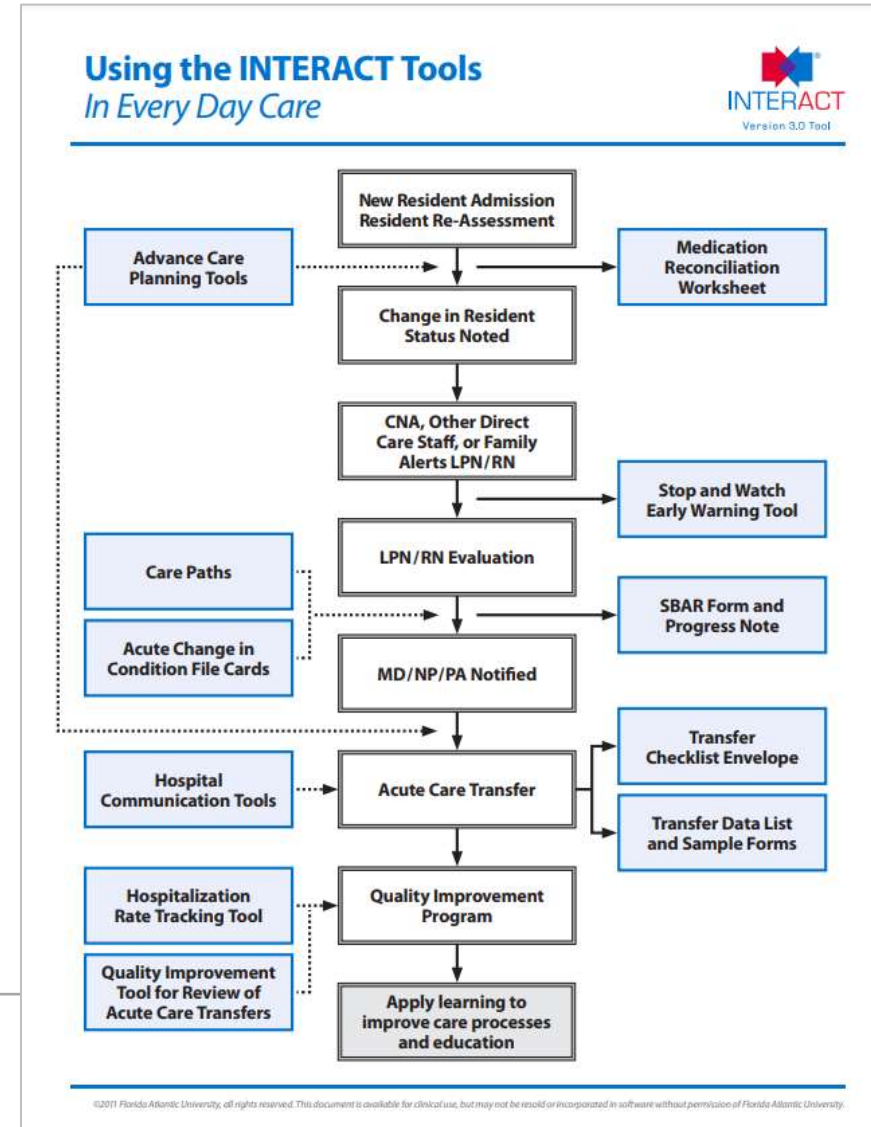 Using the INTERACT Tools
In Every Day Care
INTERACT
Version 3.0 Tool
New Resident Admission
Resident Re-Assessment
Advance Care
Planning Tools
Medication
Reconciliation
Worksheet
Change in Resident
Status Noted
CNA, Other Direct
Care Staff, or Family
Alerts LPN/RN
Stop and Watch
Early Warning Tool
LPN/RN Evaluation
Care Paths
SBAR Form and
Progress Note
Acute Change in
Condition File Cards
MD/NP/PA Notified
Transfer
Checklist Envelope
Hospital
Communication Tools
Acute Care Transfer
Transfer Data List
and Sample Forms
Hospitalization
Rate Tracking Tool
Quality Improvement
Program
Quality Improvement
Tool for Review of
Acute Care Transfers
Apply learning to
improve care processes
and education
©2011 Florida Atlantic University, all rights reserved. This document is available for clinical use, but may not be resold or incorporated in software without permission of Florida Atlantic University.